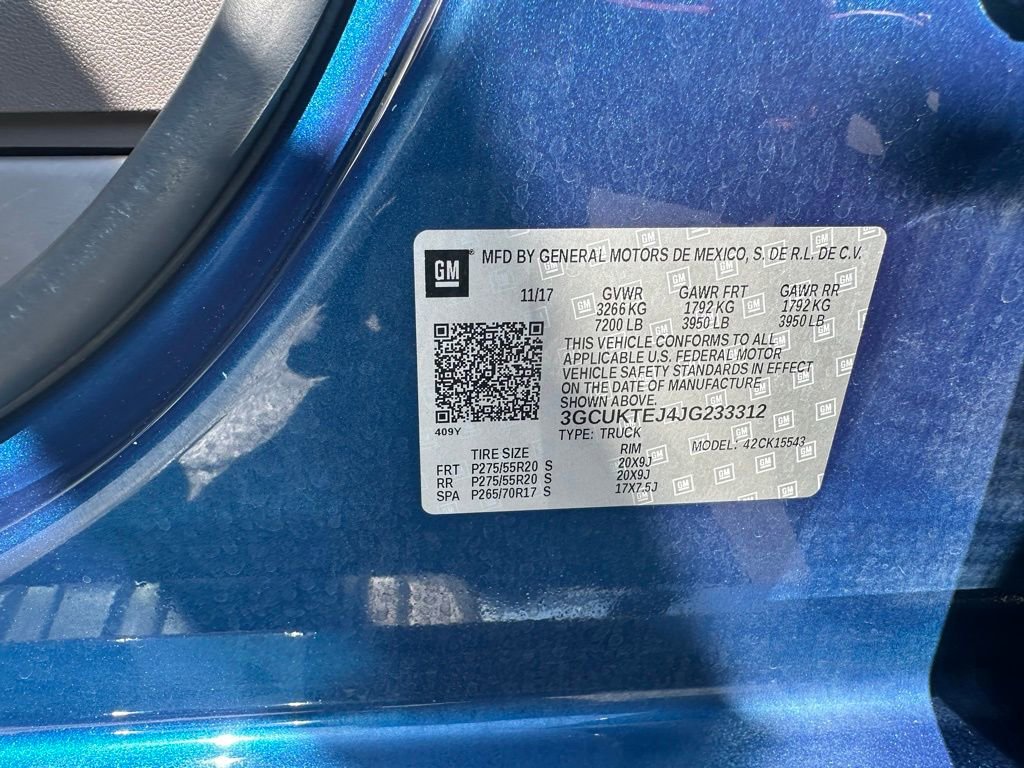 GM® MFD BY GENERAL MOTORS DE MEXICO, S. DE R.L. DE C.V.
11/17 GVWR GAWR FRT GAWR RR
3266 KG 1792 KG 1792 KG
7200 LB 3950 LB 3950 LB
THIS VEHICLE CONFORMS TO ALL
APPLICABLE U.S. FEDERAL MOTOR
VEHICLE SAFETY STANDARDS IN EFFECT
ON THE DATE OF MANUFACTURE
SHOWN ABOVE.
3GCUKTEJ4JG233312
409Y TYPE: TRUCK MODEL: 42CK15543
TIRE SIZE RIM
FRT P275/55R20 S 20X9J
RR P275/55R20 S 20X9J
SPA P265/70R17 S 17X7.5J